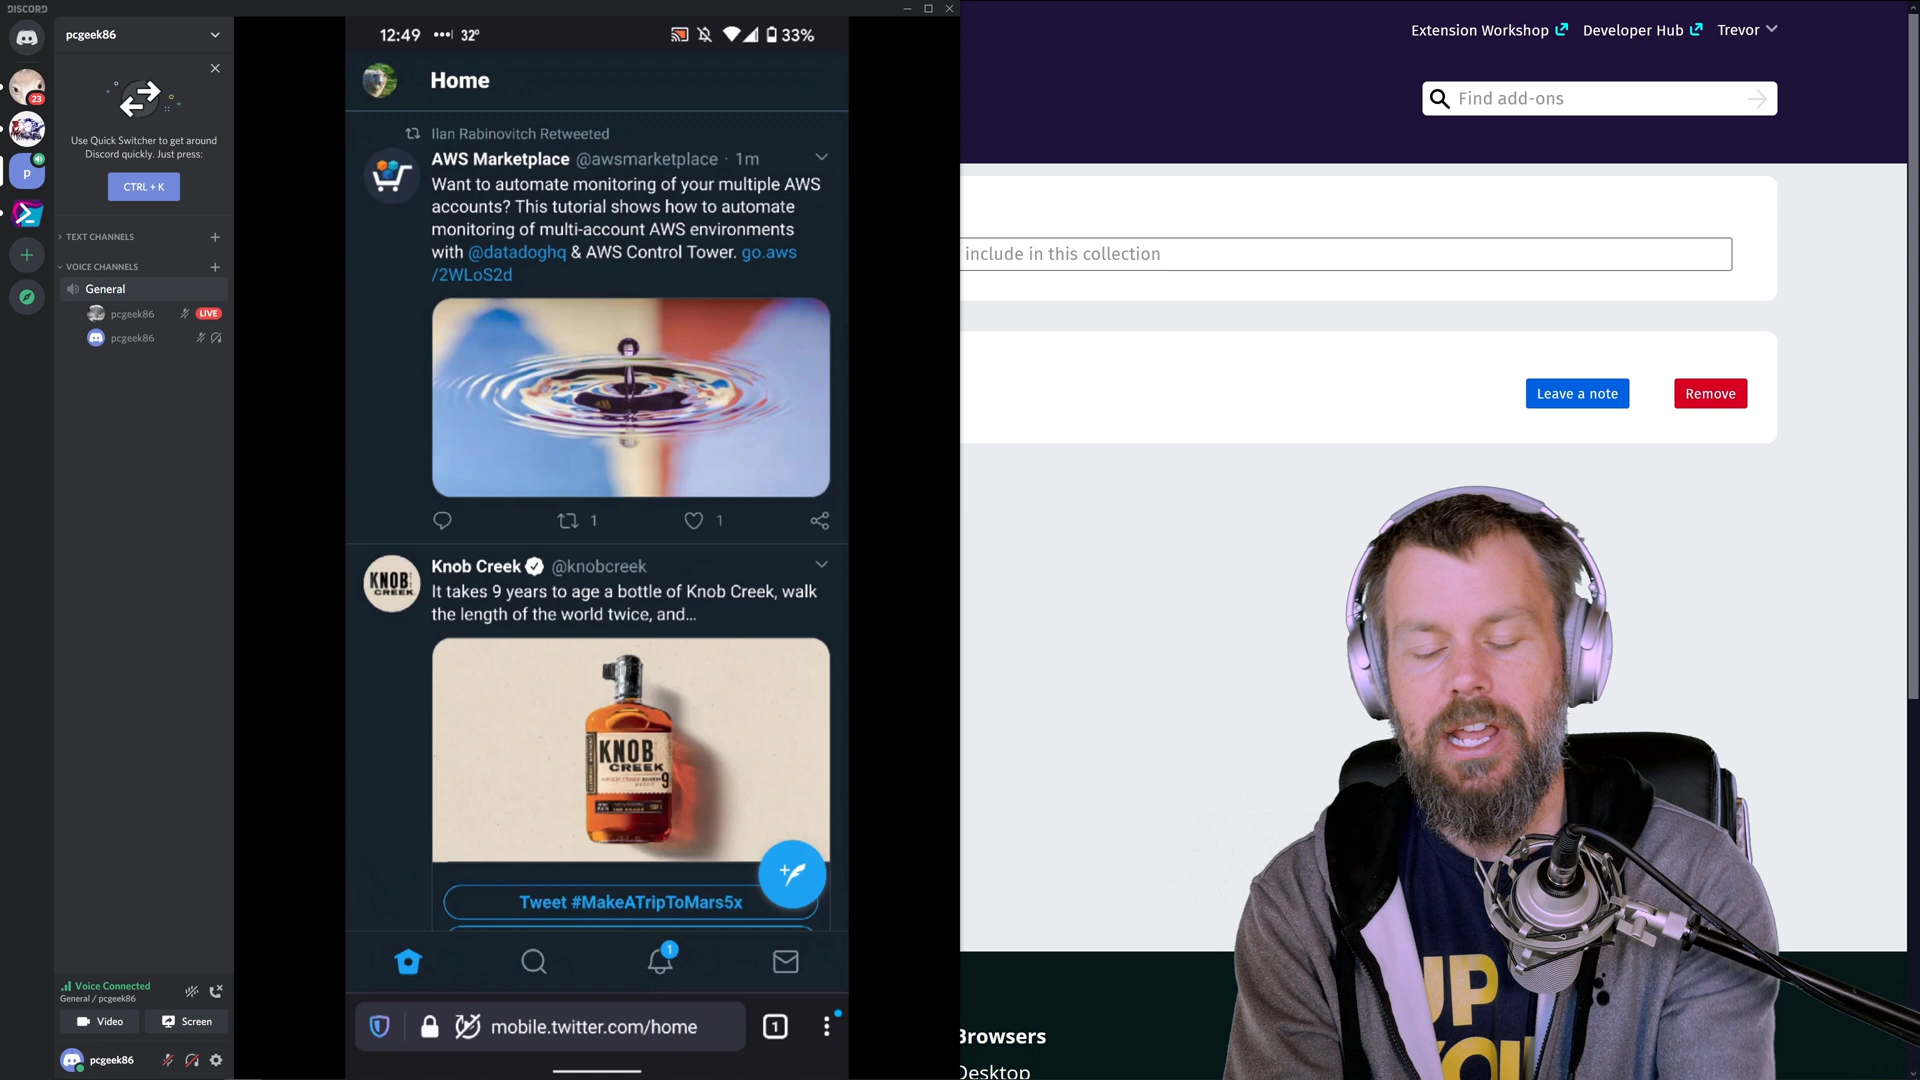 DISCORD
pcgeek86
23
Use Quick Switcher to get around
Discord quickly. Just press:
CTRL + K
p
TEXT CHANNELS
VOICE CHANNELS
General
pcgeek86
LIVE
pcgeek86
Voice Connected
General / pcgeek86
Video
Screen
pcgeek86
12:49
32°
33%
Home
Ilan Rabinovitch Retweeted
AWS Marketplace @awsmarketplace · 1m
Want to automate monitoring of your multiple AWS
accounts? This tutorial shows how to automate
monitoring of multi-account AWS environments
with @datadoghq & AWS Control Tower. go.aws
/2WLoS2d
1
1
KNOB
CREEK
Knob Creek @knobcreek
It takes 9 years to age a bottle of Knob Creek, walk
the length of the world twice, and...
KNOB
CREEK
9
Tweet #MakeATripToMars5x
1
mobile.twitter.com/home
1
Extension Workshop
Developer Hub
Trevor
Find add-ons
include in this collection
Leave a note
Remove
UP
Browsers
Desktop